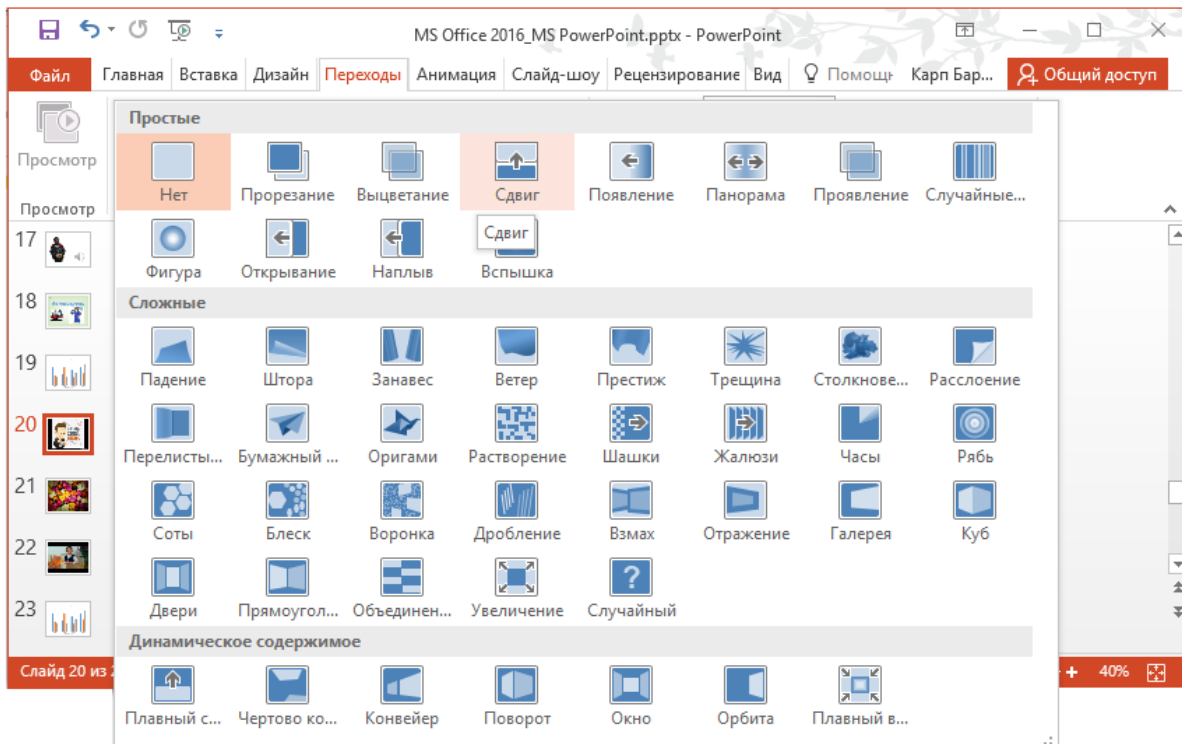 MS Office 2016_MS PowerPoint.pptx - PowerPoint
Файл Главная Вставка Дизайн Переходы Анимация Слайд-шоу Рецензирование Вид Помощн Карп Бар... Общий доступ
Просмотр
Просмотр
Простые
Нет Прорезание Выцветание Сдвиг Появление Панорама Проявление Случайные...
Сдвиг
Фигура Открывание Наплыв Вспышка
Сложные
Падение Штора Занавес Ветер Престиж Трещина Столкнове... Расслоение
Перелисты... Бумажный ... Оригами Растворение Шашки Жалюзи Часы Рябь
Соты Блеск Воронка Дробление Взмах Отражение Галерея Куб
Двери Прямоугол... Объединен... Увеличение Случайный
Динамическое содержимое
Плавный с... Чертово ко... Конвейер Поворот Окно Орбита Плавный в...
17
18
19
20
21
22
23
Слайд 20 из
40%